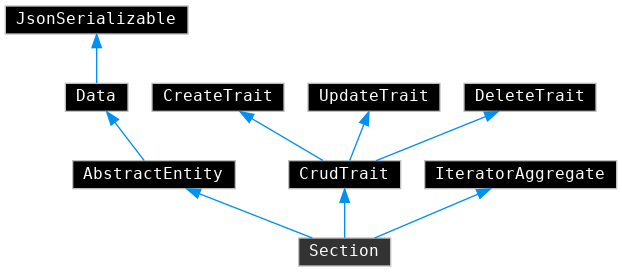 JsonSerializable
Data
CreateTrait
UpdateTrait
DeleteTrait
AbstractEntity
CrudTrait
IteratorAggregate
Section